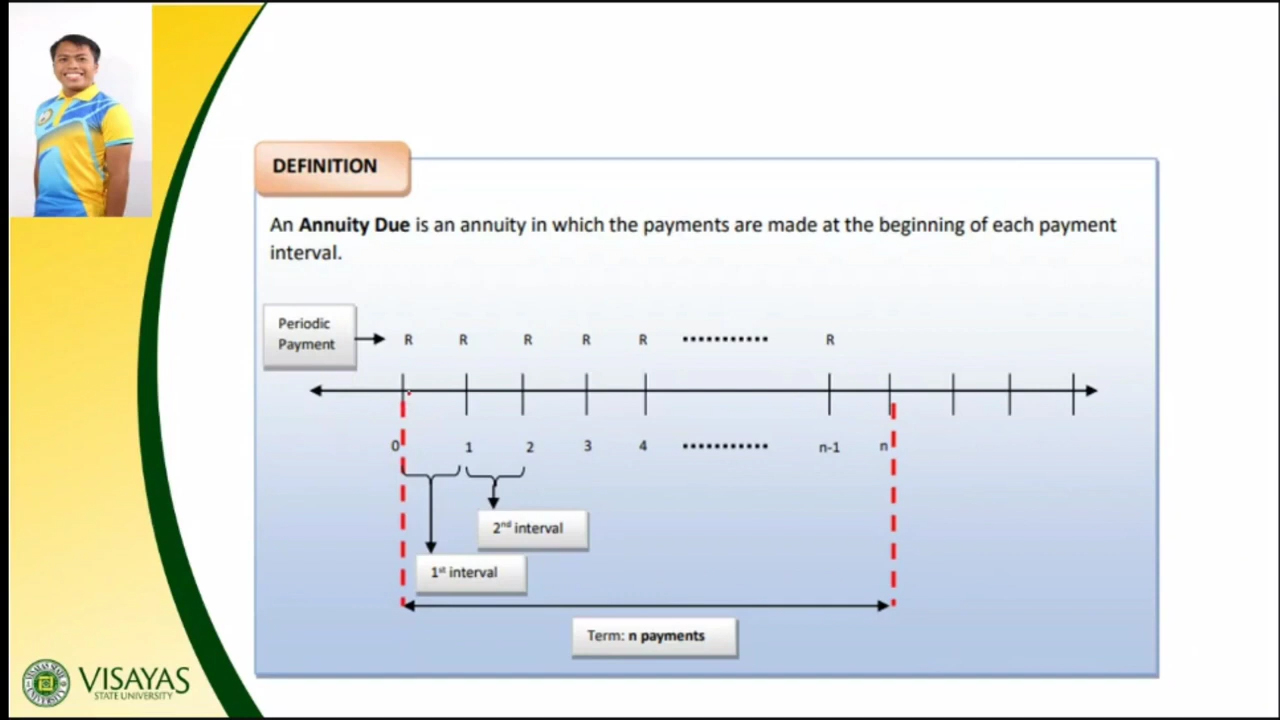 DEFINITION
An Annuity Due is an annuity in which the payments are made at the beginning of each payment
interval.
Periodic
Payment
R R R R R ........... R
0 1 2 3 4 ........... n-1 n
2nd interval
1st interval
Term: n payments
VISAYAS
STATE UNIVERSITY